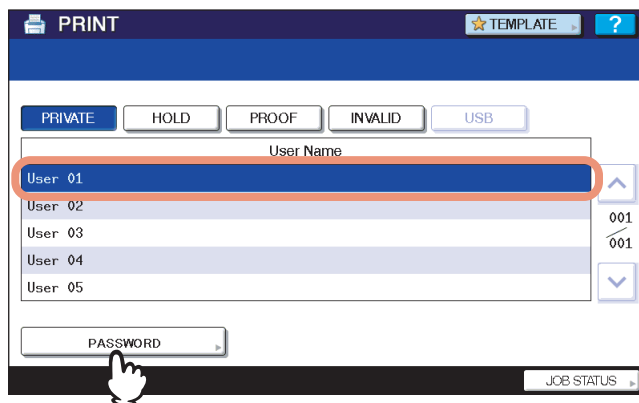 PRINT
TEMPLATE
?
PRIVATE HOLD PROOF INVALID USB
User Name
User 01
User 02
User 03
User 04
User 05
001
001
PASSWORD
JOB STATUS